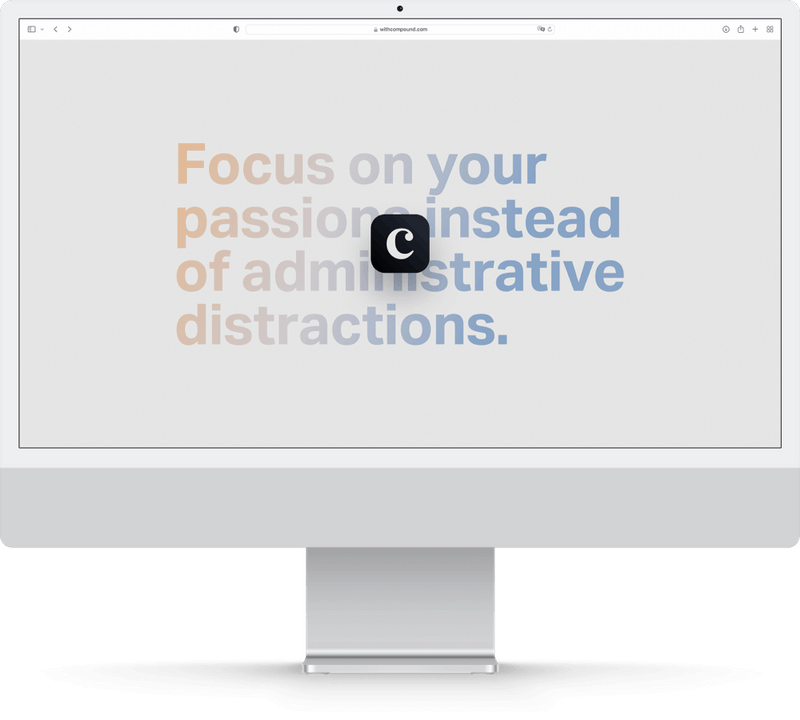 withcompound.com
Focus on your
passions instead
of administrative
distractions.
C